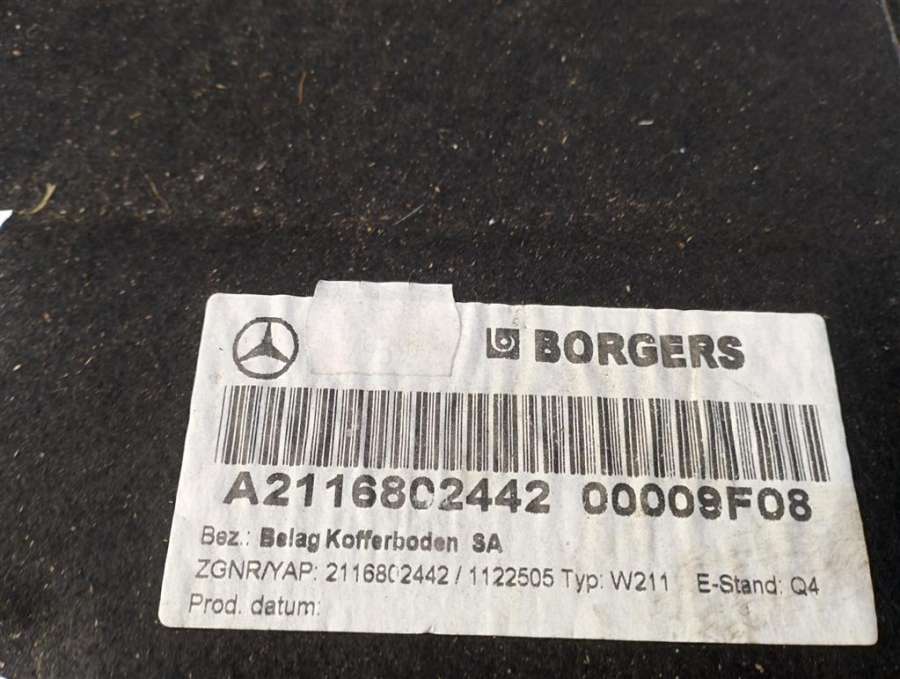 BORGERS
A2116802442 00009F08
Bez.: Belag Kofferboden SA
ZGNR/YAP: 2116802442 / 1122505 Typ: W211 E-Stand: Q4
Prod. datum: